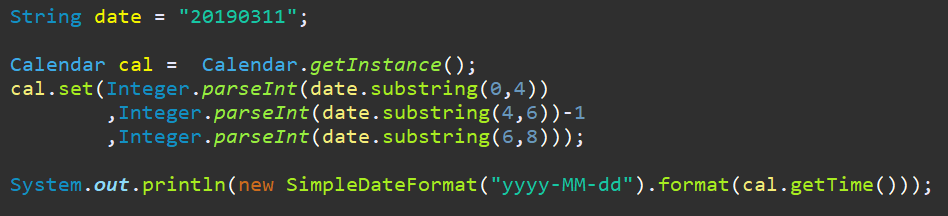 String date = "20190311";

Calendar cal =  Calendar.getInstance();
cal.set(Integer.parseInt(date.substring(0,4))
        ,Integer.parseInt(date.substring(4,6))-1
        ,Integer.parseInt(date.substring(6,8)));

System.out.println(new SimpleDateFormat("yyyy-MM-dd").format(cal.getTime()));